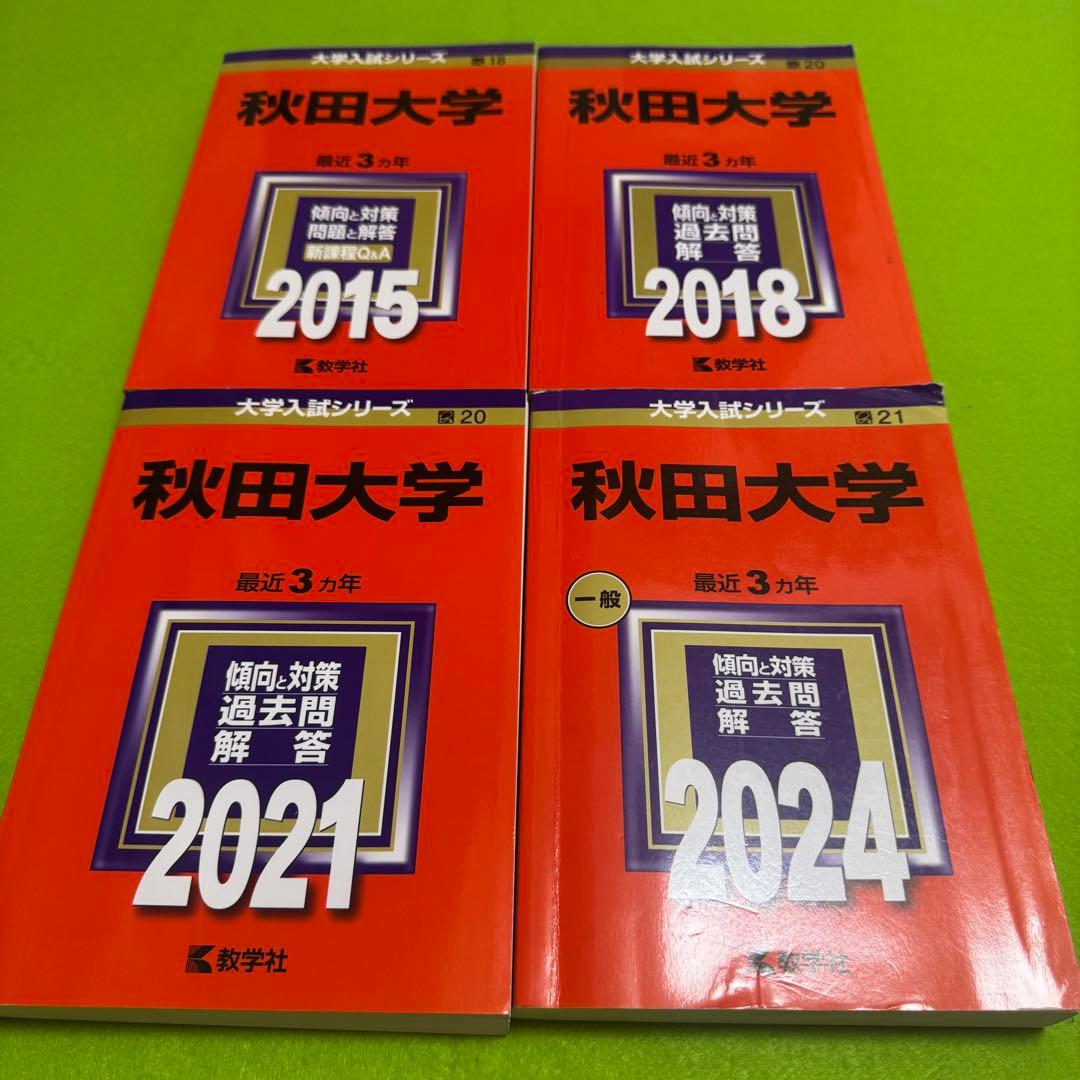 大学入試シリーズ
18
秋田大学
最近3ヵ年
傾向と対策
問題と解答
新課程Q&A
2015
教学社
大学入試シリーズ
20
秋田大学
最近3ヵ年
傾向と対策
過去問
解答
2018
教学社
大学入試シリーズ
20
秋田大学
最近3ヵ年
傾向と対策
過去問
解答
2021
教学社
大学入試シリーズ
21
秋田大学
一般
最近3ヵ年
傾向と対策
過去問
解答
2024
教学社